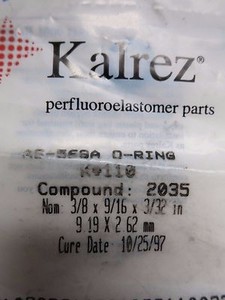 Kalrez®
perfluoroelastomer parts
AS-568A O-RING
K#110
Compound: 2035
Nom: 3/8 x 9/16 x 3/32 in
9.19 X 2.62 mm
Cure Date: 10/25/97